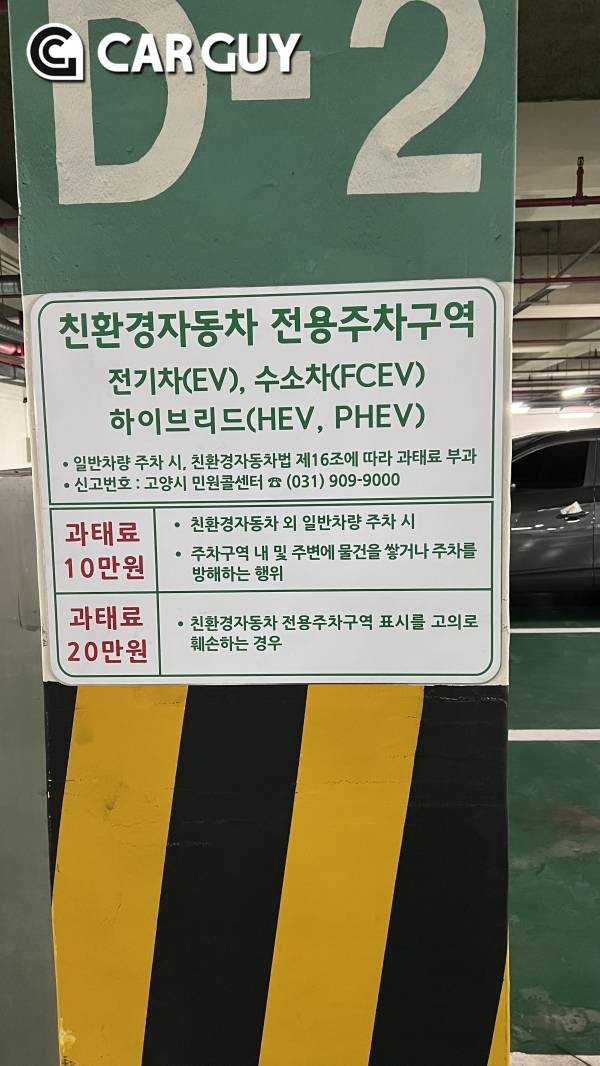 CAR GUY
D-2
친환경자동차 전용주차구역
전기차(EV), 수소차(FCEV)
하이브리드(HEV, PHEV)
• 일반차량 주차 시, 친환경자동차법 제16조에 따라 과태료 부과
• 신고번호 : 고양시 민원콜센터 ☎ (031) 909-9000
과태료
10만원
• 친환경자동차 외 일반차량 주차 시
• 주차구역 내 및 주변에 물건을 쌓거나 주차를
방해하는 행위
과태료
20만원
• 친환경자동차 전용주차구역 표시를 고의로
훼손하는 경우